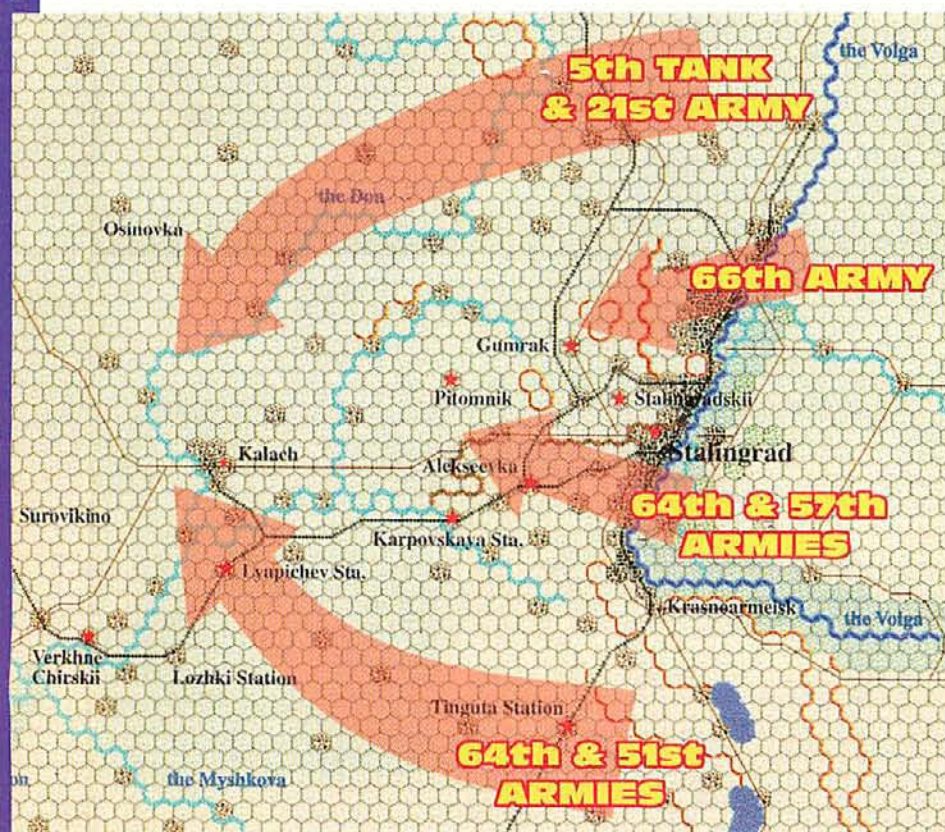 the Volga
5th TANK
& 21st ARMY
the Don
Osinovka
66th ARMY
Gumrak
Pitomnik
Stalingradskii
Stalingrad
Kalach
Alekseevka
64th & 57th
ARMIES
Surovikino
Karpovskaya Sta.
Lyapichev Sta.
Krasnoarmeisk
the Volga
Verkhne
Chirskii
Lozhki Station
Tinguta Station
64th & 51st
ARMIES
the Myshkova